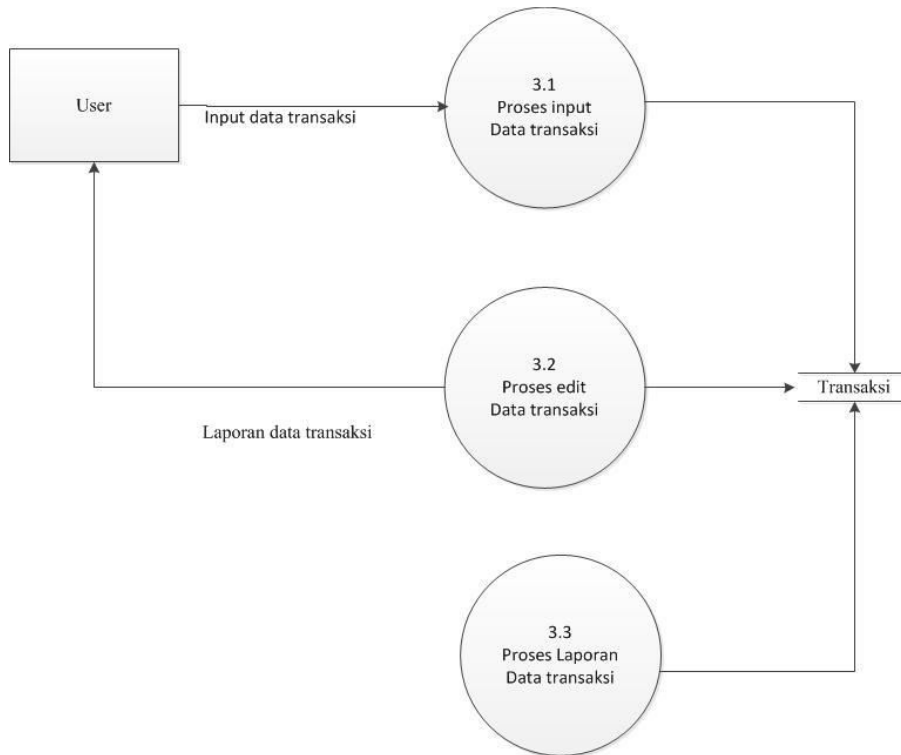 User
Input data transaksi
3.1
Proses input
Data transaksi
3.2
Proses edit
Data transaksi
Transaksi
Laporan data transaksi
3.3
Proses Laporan
Data transaksi